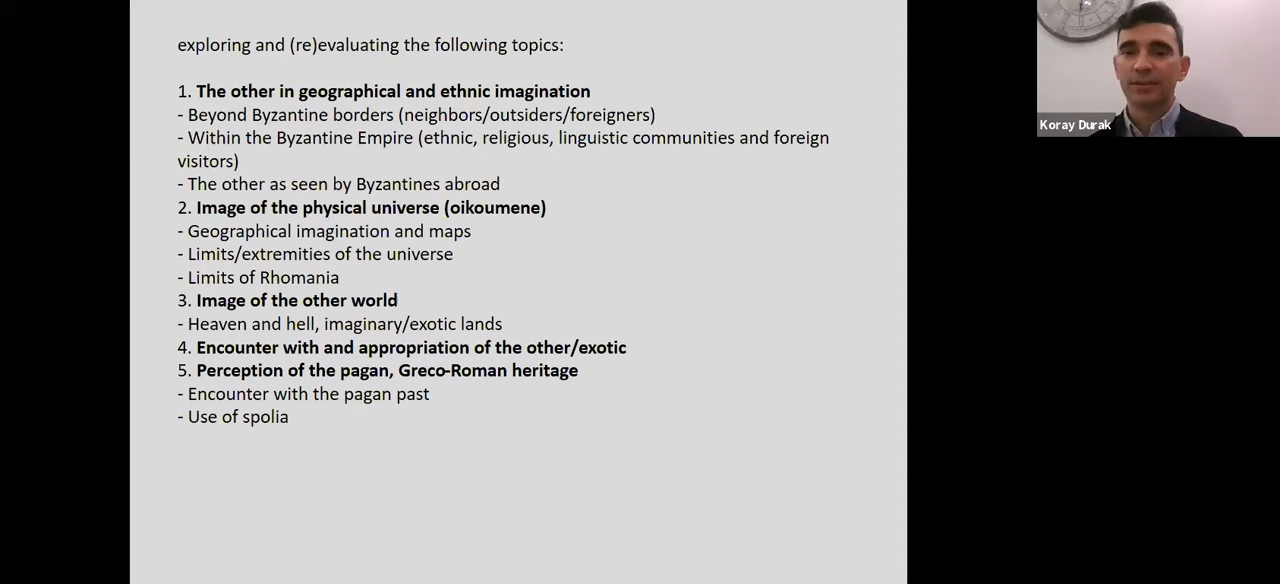 exploring and (re)evaluating the following topics:
1. The other in geographical and ethnic imagination
- Beyond Byzantine borders (neighbors/outsiders/foreigners)
- Within the Byzantine Empire (ethnic, religious, linguistic communities and foreign
visitors)
- The other as seen by Byzantines abroad
2. Image of the physical universe (oikoumene)
- Geographical imagination and maps
- Limits/extremities of the universe
- Limits of Rhomania
3. Image of the other world
- Heaven and hell, imaginary/exotic lands
4. Encounter with and appropriation of the other/exotic
5. Perception of the pagan, Greco-Roman heritage
- Encounter with the pagan past
- Use of spolia
Koray Durak